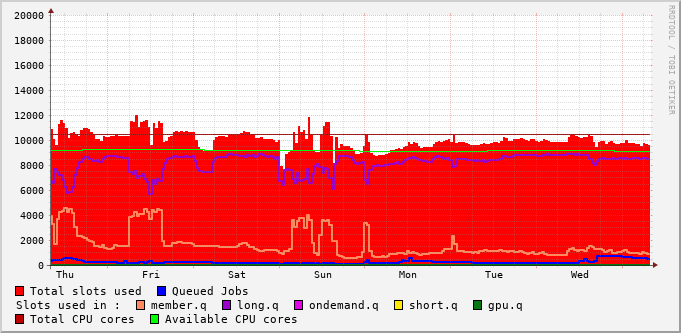 20000
18000
16000
14000
12000
10000
8000
6000
4000
2000
0
Thu Fri Sat Sun Mon Tue Wed
Total slots used Queued Jobs
Slots used in : member.q long.q ondemand.q short.q gpu.q
Total CPU cores Available CPU cores
RRDTOOL / TOBI OETIKER